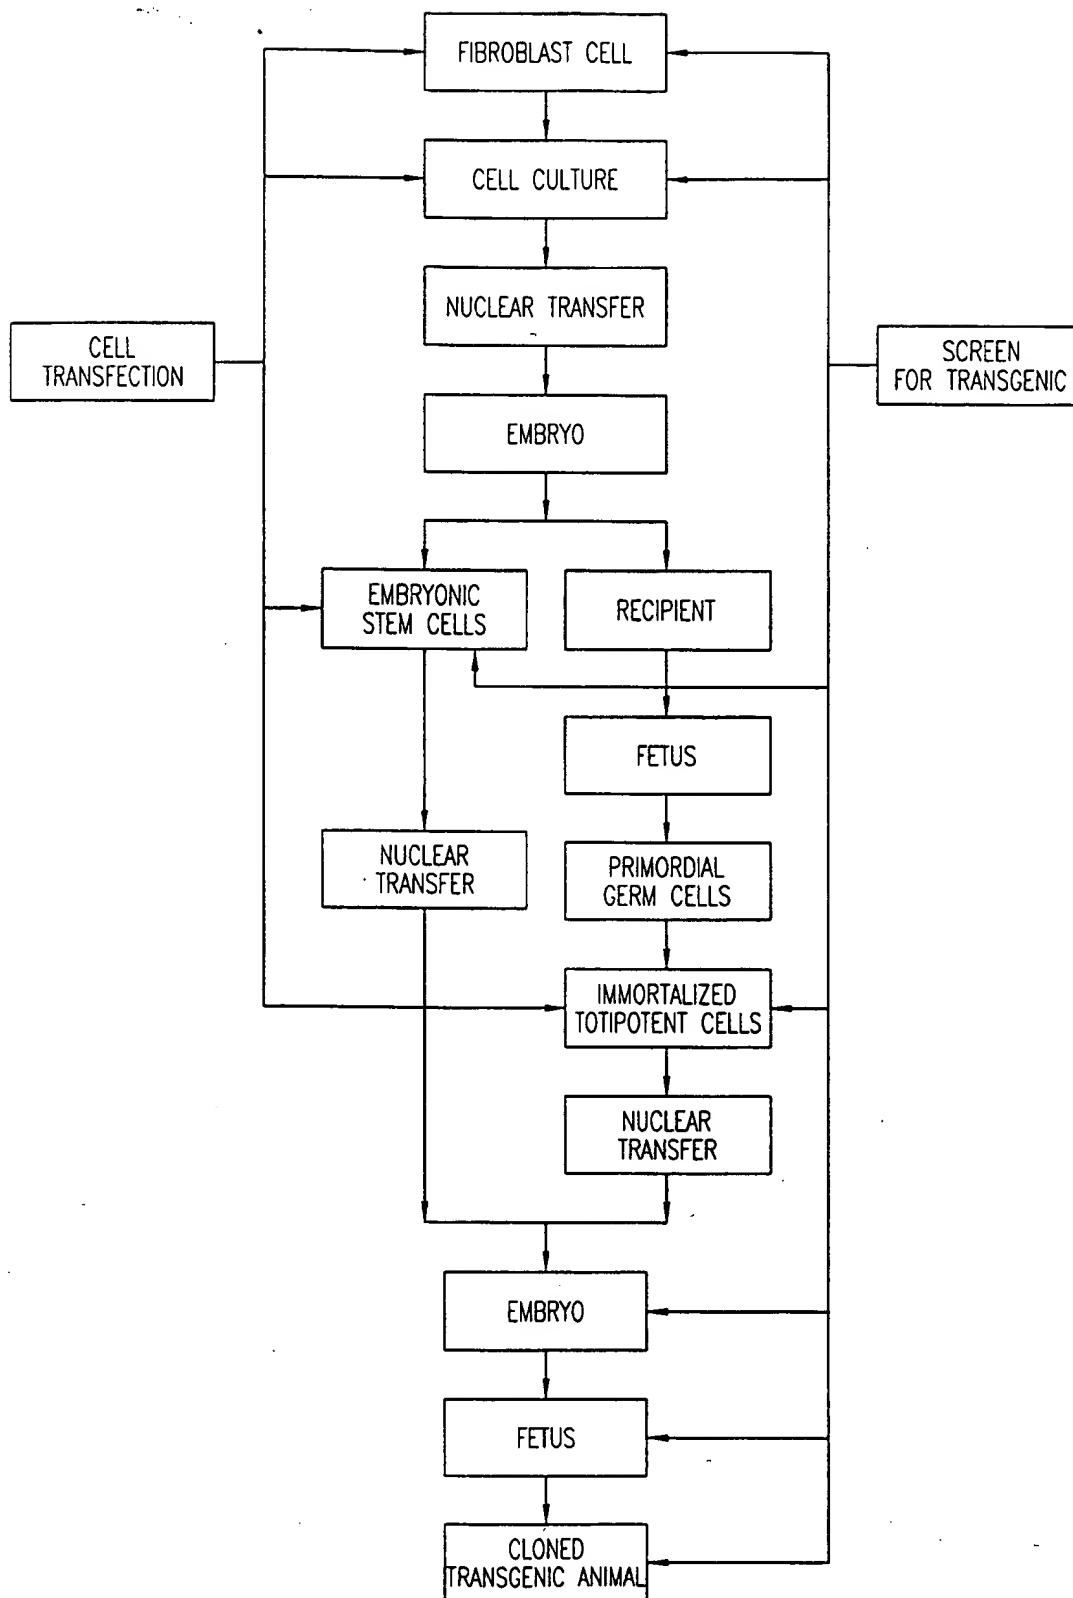 FIBROBLAST CELL
CELL CULTURE
NUCLEAR TRANSFER
CELL
TRANSFECTION
SCREEN
FOR TRANSGENIC
EMBRYO
EMBRYONIC
STEM CELLS
RECIPIENT
FETUS
NUCLEAR
TRANSFER
PRIMORDIAL
GERM CELLS
IMMORTALIZED
TOTIPOTENT CELLS
NUCLEAR
TRANSFER
EMBRYO
FETUS
CLONED
TRANSGENIC ANIMAL